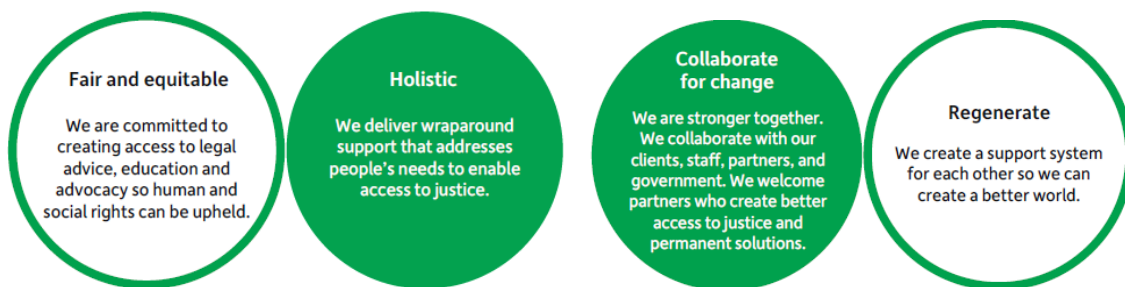 Fair and equitable
We are committed to
creating access to legal
advice, education and
advocacy so human and
social rights can be upheld.
Holistic
We deliver wraparound
support that addresses
people’s needs to enable
access to justice.
Collaborate
for change
We are stronger together.
We collaborate with our
clients, staff, partners, and
government. We welcome
partners who create better
access to justice and
permanent solutions.
Regenerate
We create a support system
for each other so we can
create a better world.